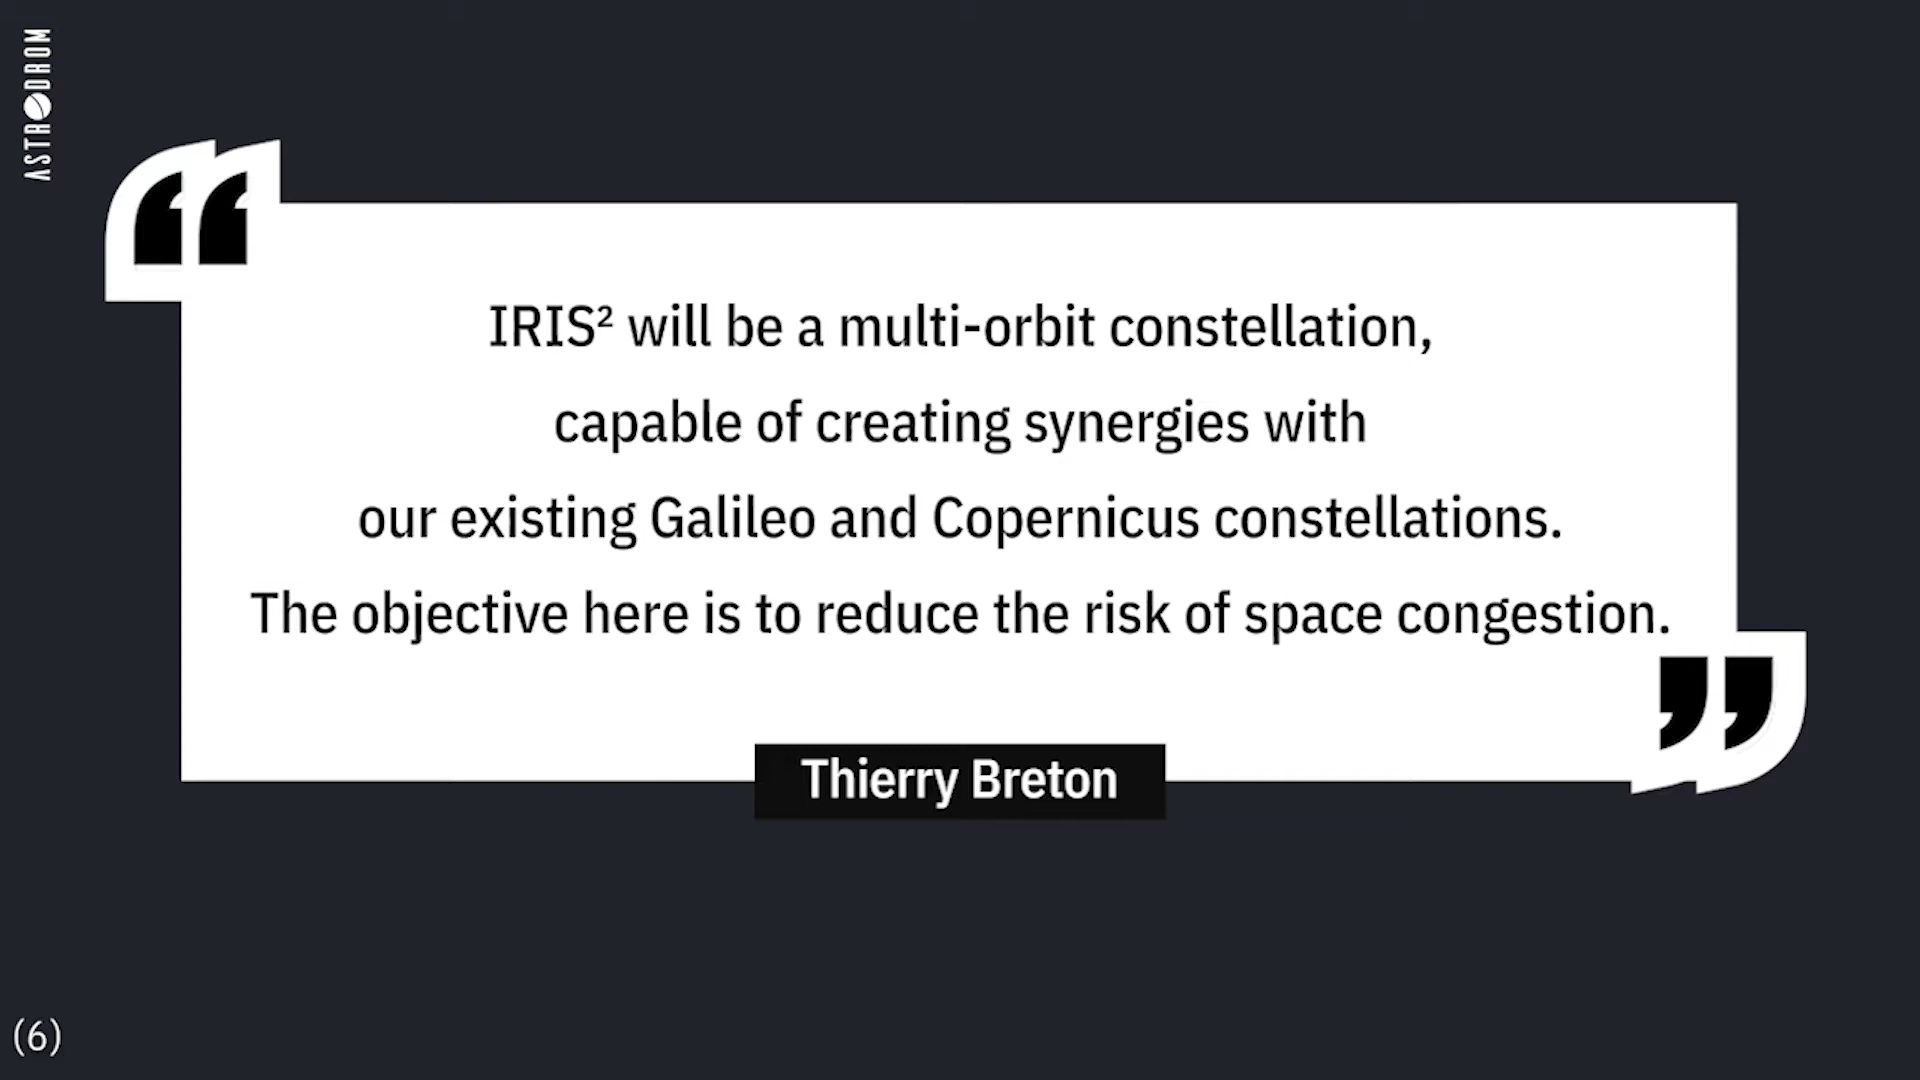 ASTRODROM
IRIS² will be a multi-orbit constellation,
capable of creating synergies with
our existing Galileo and Copernicus constellations.
The objective here is to reduce the risk of space congestion.
Thierry Breton
(6)